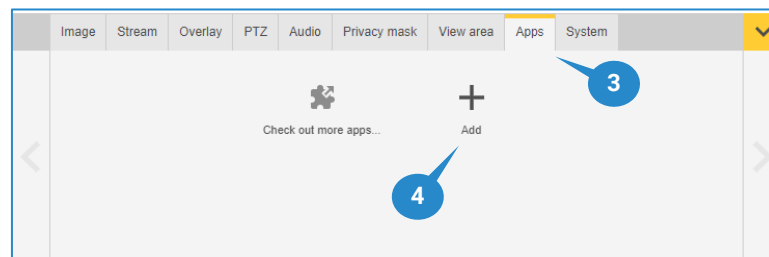 Image Stream Overlay PTZ Audio Privacy mask View area Apps System
3
Check out more apps... Add
4